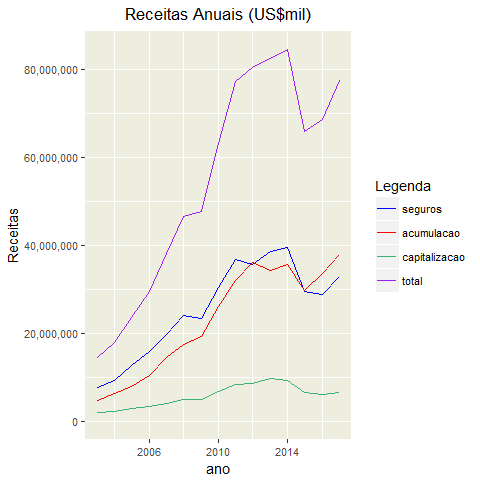 Receitas Anuais (US$mil)
80,000,000
60,000,000
40,000,000
20,000,000
0
Receitas
2006
2010
2014
ano
Legenda
seguros
acumulacao
capitalizacao
total